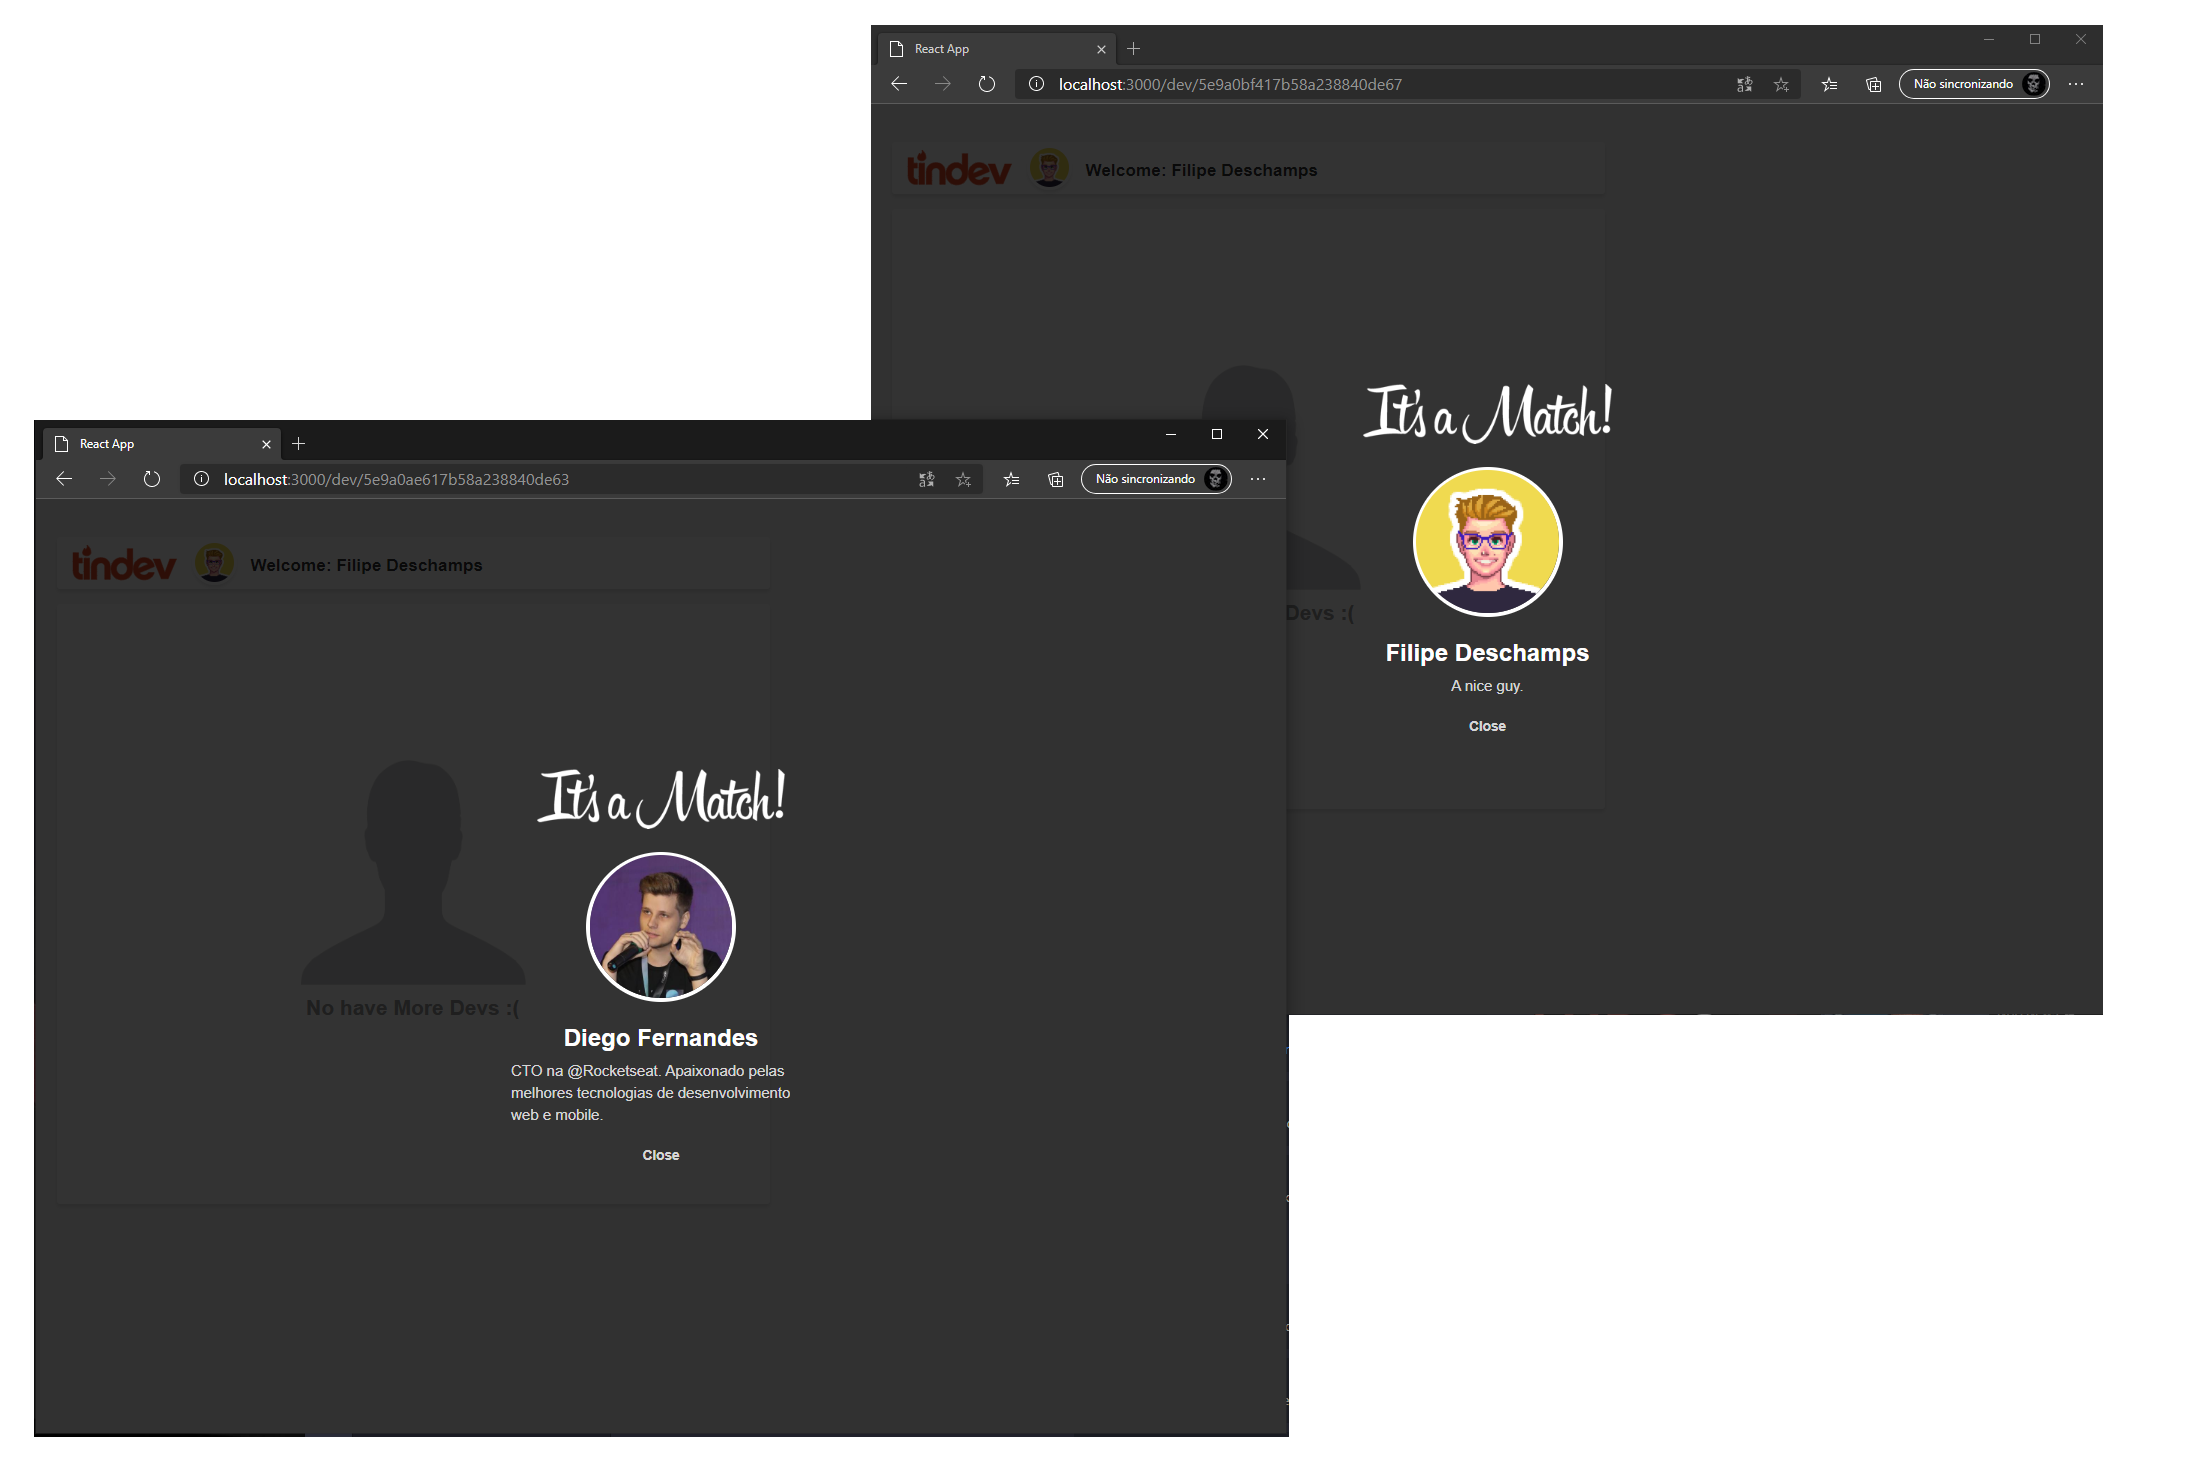 React App
localhost:3000/dev/5e9a0bf417b58a238840de67
Não sincronizando
tindev
Welcome: Filipe Deschamps
It's a Match!
Devs :(
Filipe Deschamps
A nice guy.
Close
React App
localhost:3000/dev/5e9a0ae617b58a238840de63
Não sincronizando
tindev
Welcome: Filipe Deschamps
It's a Match!
No have More Devs :(
Diego Fernandes
CTO na @Rocketseat. Apaixonado pelas
melhores tecnologias de desenvolvimento
web e mobile.
Close